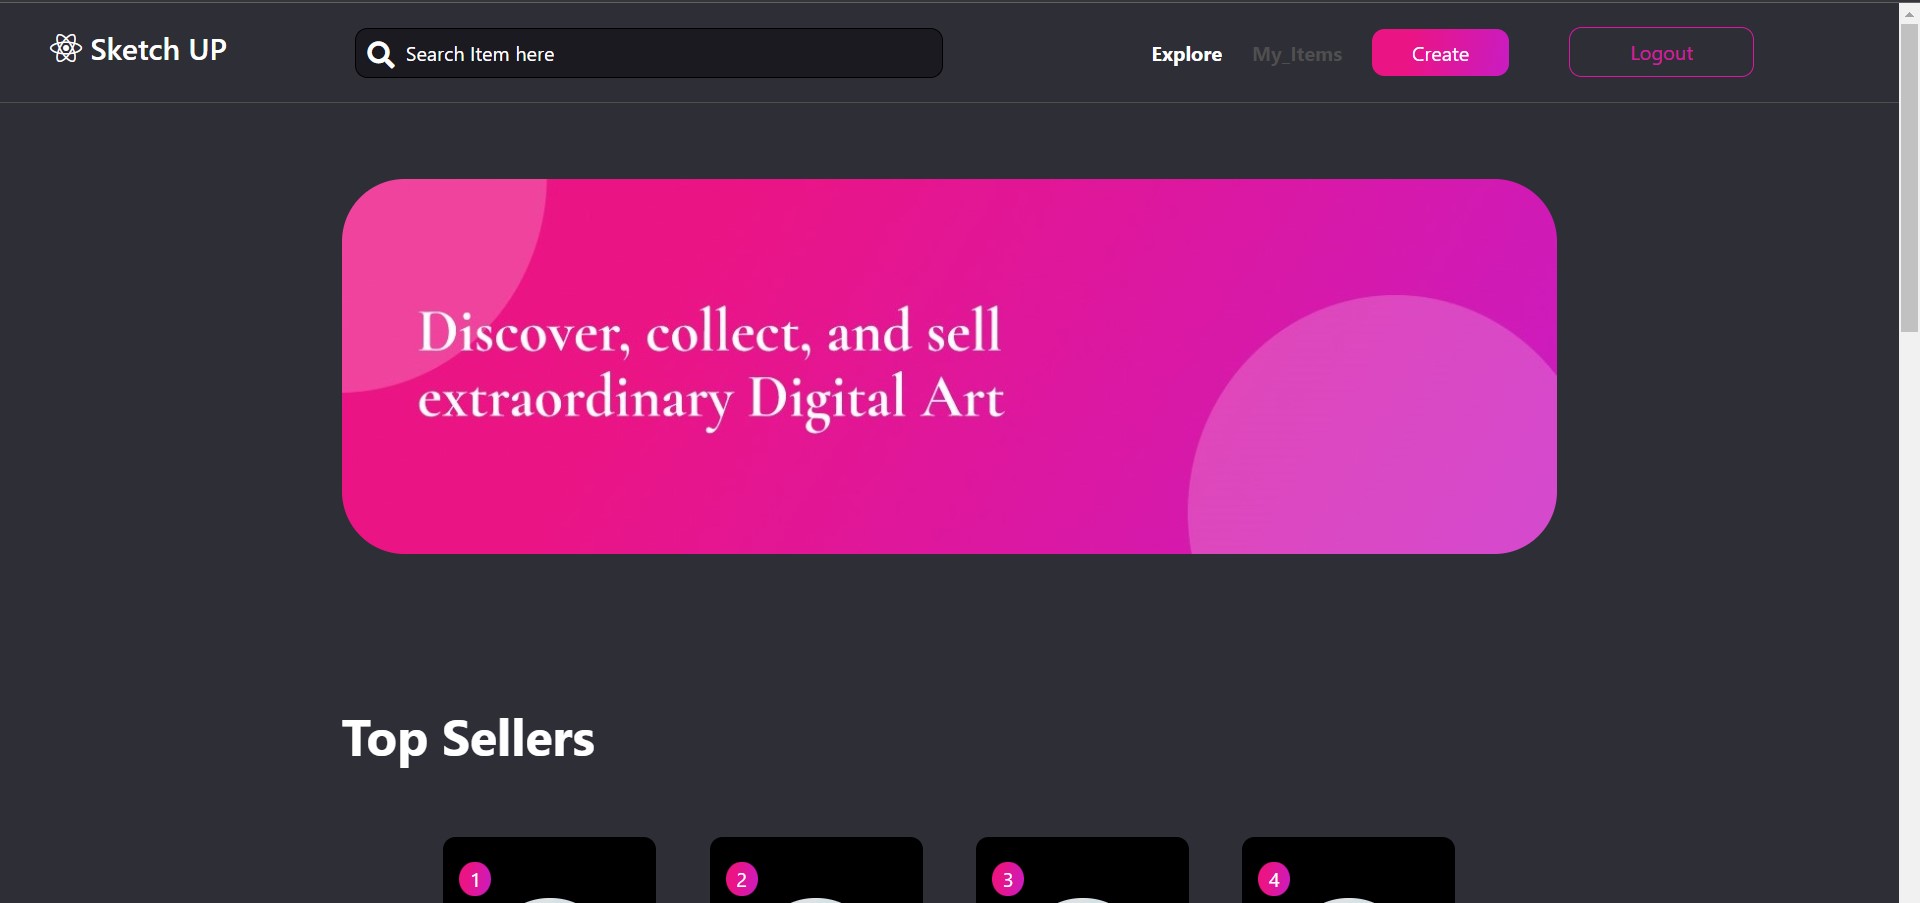 Sketch UP
Search Item here
Explore
My_Items
Create
Logout
Discover, collect, and sell
extraordinary Digital Art
Top Sellers
1
2
3
4